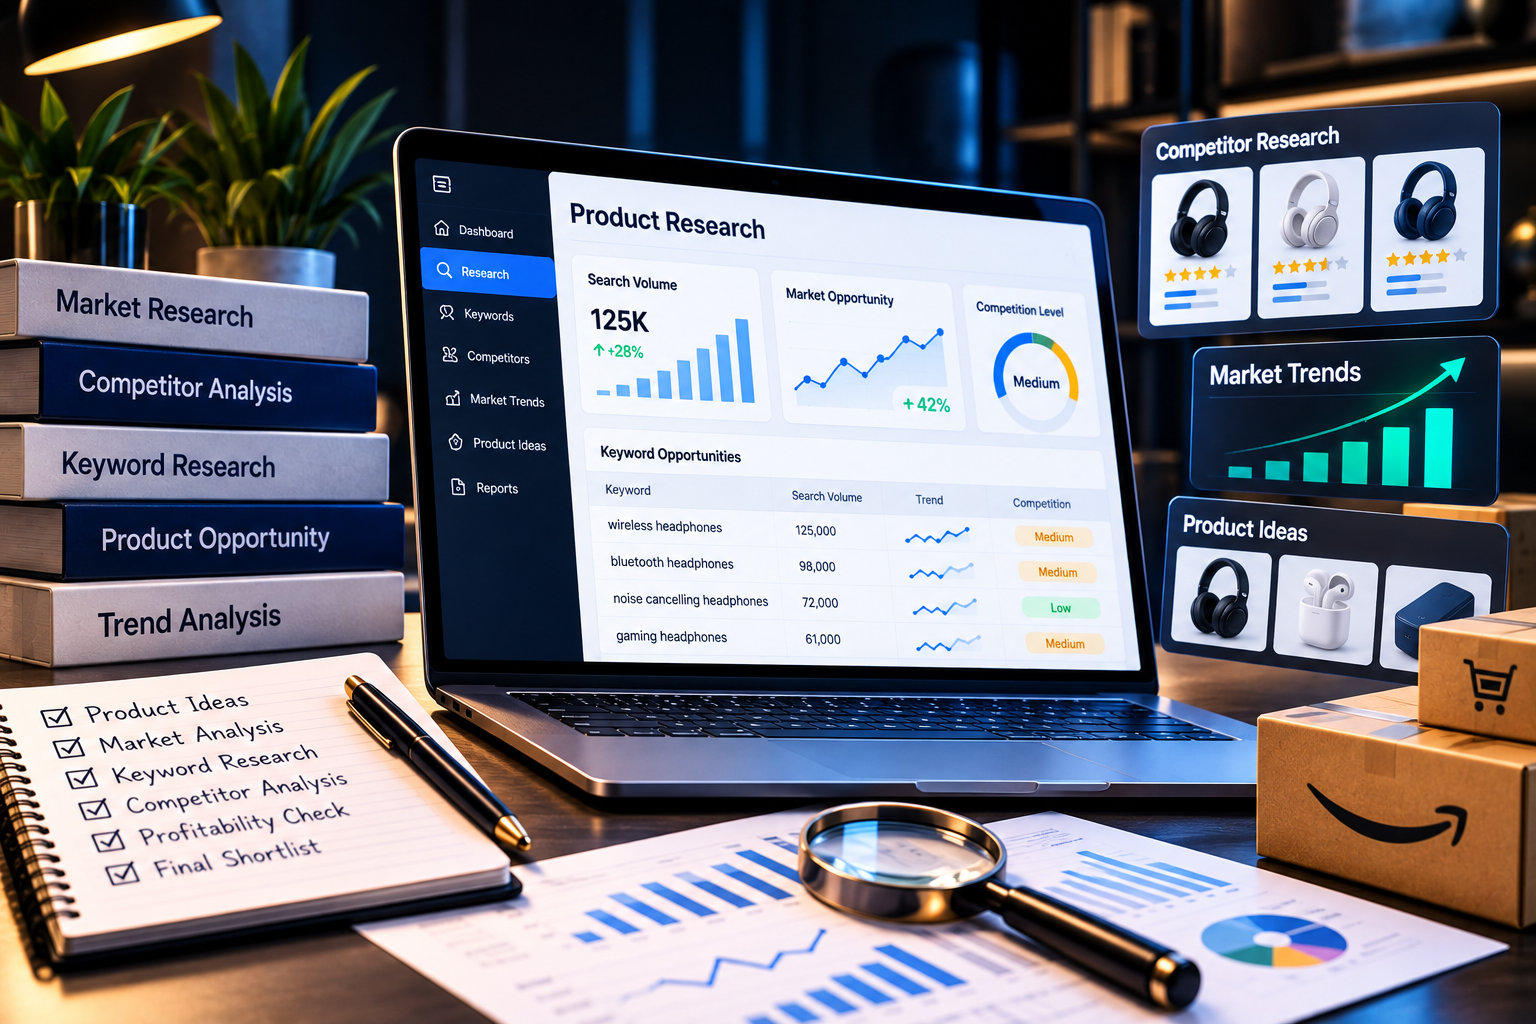 Market Research
Competitor Analysis
Keyword Research
Product Opportunity
Trend Analysis
Product Ideas
Market Analysis
Keyword Research
Competitor Analysis
Profitability Check
Final Shortlist
Dashboard
Research
Keywords
Competitors
Market Trends
Product Ideas
Reports
Product Research
Search Volume
125K
+28%
Market Opportunity
+42%
Competition Level
Medium
Keyword Opportunities
Keyword Search Volume Trend Competition
wireless headphones 125,000 Medium
bluetooth headphones 98,000 Medium
noise cancelling headphones 72,000 Low
gaming headphones 61,000 Medium
Competitor Research
Market Trends
Product Ideas